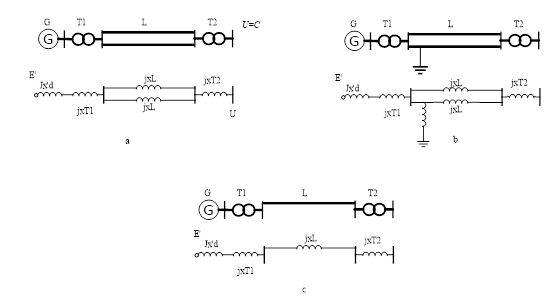 G T1 L T2 U=C
G
E' Jx'd jxT1 jxL jxL jxT2 U
a
G T1 L T2
G
E' Jx'd jxT1 jxL jxL jxT2
b
G T1 L T2
G
E' Jx'd jxT1 jxL jxT2
c